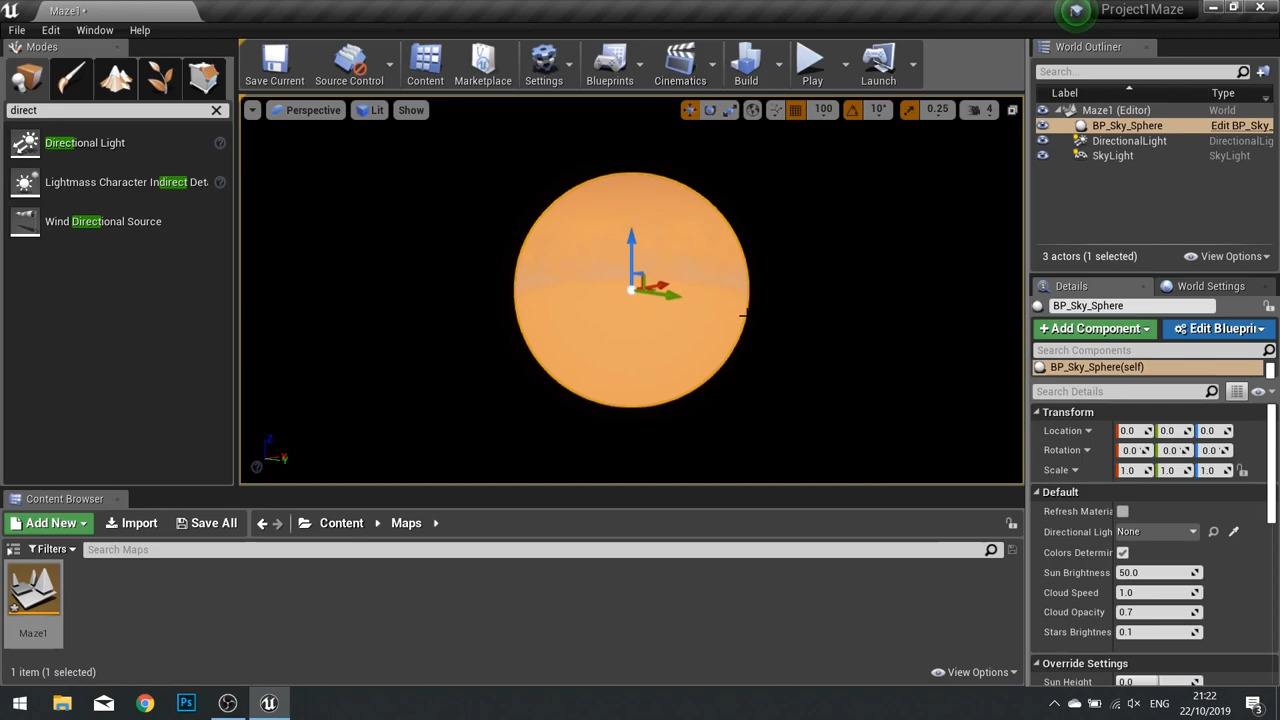 Maze1•
Project1Maze
File Edit Window Help
Modes
direct
Directional Light
Lightmass Character Indirect Deta
Wind Directional Source
Save Current
Source Control
Content
Marketplace
Settings
Blueprints
Cinematics
Build
Play
Launch
Perspective
Lit
Show
100
10°
0.25
4
Z
Y
World Outliner
Search...
Label
Type
Maze1 (Editor) World
BP_Sky_Sphere Edit BP_Sky_
DirectionalLight DirectionalLig
SkyLight SkyLight
3 actors (1 selected)
View Options
Details
World Settings
BP_Sky_Sphere
+ Add Component
Edit Blueprin
Search Components
BP_Sky_Sphere(self)
Search Details
Transform
Location 0.0 0.0 0.0
Rotation 0.0 ° 0.0 ° 0.0 °
Scale 1.0 1.0 1.0
Default
Refresh Materia
Directional Ligh None
Colors Determin
Sun Brightness 50.0
Cloud Speed 1.0
Cloud Opacity 0.7
Stars Brightnes 0.1
Override Settings
Sun Height 0.0
Content Browser
Add New
Import
Save All
Content
Maps
Filters
Search Maps
Maze1
1 item (1 selected)
View Options
Ps
ENG
21:22
22/10/2019
3